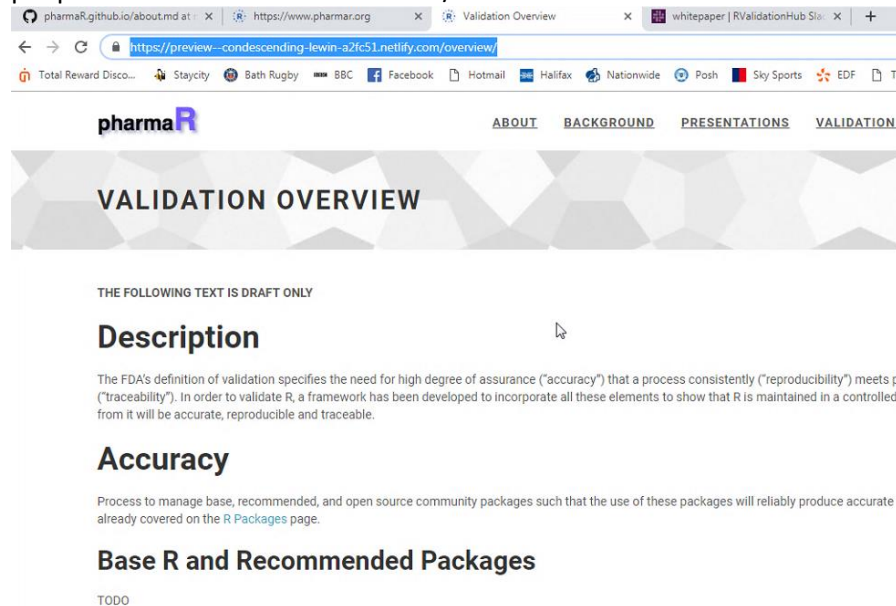 pharmaR.github.io/about.md at
https://www.pharmar.org
Validation Overview
whitepaper | RValidationHub Sla
https://preview--condescending-lewin-a2fc51.netlify.com/overview/
Total Reward Disco... Staycity Bath Rugby BBC Facebook Hotmail Halifax Nationwide Posh Sky Sports EDF T
pharmaR
ABOUT BACKGROUND PRESENTATIONS VALIDATION
VALIDATION OVERVIEW
THE FOLLOWING TEXT IS DRAFT ONLY
Description
The FDA's definition of validation specifies the need for high degree of assurance ("accuracy") that a process consistently ("reproducibility") meets p
("traceability"). In order to validate R, a framework has been developed to incorporate all these elements to show that R is maintained in a controlled
from it will be accurate, reproducible and traceable.
Accuracy
Process to manage base, recommended, and open source community packages such that the use of these packages will reliably produce accurate
already covered on the R Packages page.
Base R and Recommended Packages
TODO